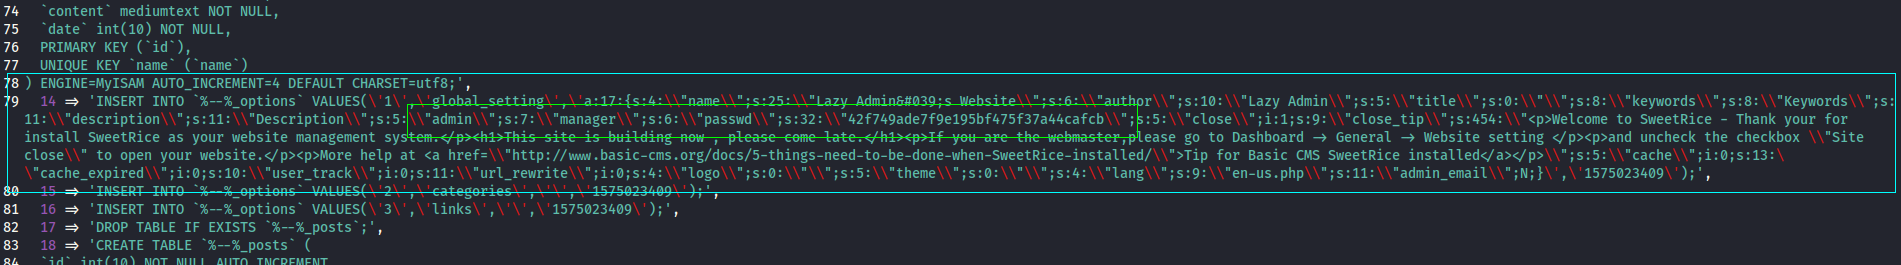 74   `content` mediumtext NOT NULL,
75   `date` int(10) NOT NULL,
76   PRIMARY KEY (`id`),
77   UNIQUE KEY `name` (`name`)
78 ) ENGINE=MyISAM AUTO_INCREMENT=4 DEFAULT CHARSET=utf8;',
79   14 => 'INSERT INTO `%--%_options` VALUES(\'1\',\'global_setting\',\'a:17:{s:4:\\"name\\";s:25:\\"Lazy Admin&#039;s Website\\";s:6:\\"author\\";s:10:\\"Lazy Admin\\";s:5:\\"title\\";s:0:\\"\\";s:8:\\"keywords\\";s:8:\\"Keywords\\";s:
11:\\"description\\";s:11:\\"Description\\";s:5:\\"admin\\";s:7:\\"manager\\";s:6:\\"passwd\\";s:32:\\"42f749ade7f9e195bf475f37a44cafcb\\";s:5:\\"close\\";i:1;s:9:\\"close_tip\\";s:454:\\"<p>Welcome to SweetRice - Thank your for
install SweetRice as your website management system.</p><h1>This site is building now , please come late.</h1><p>If you are the webmaster,please go to Dashboard → General → Website setting </p><p>and uncheck the checkbox \\"Site
close\\" to open your website.</p><p>More help at <a href=\\"http://www.basic-cms.org/docs/5-things-need-to-be-done-when-SweetRice-installed/\\">Tip for Basic CMS SweetRice installed</a></p>\\";s:5:\\"cache\\";i:0;s:13:\
\"cache_expired\\";i:0;s:10:\\"user_track\\";i:0;s:11:\\"url_rewrite\\";i:0;s:4:\\"logo\\";s:0:\\"\\";s:5:\\"theme\\";s:0:\\"\\";s:4:\\"lang\\";s:9:\\"en-us.php\\";s:11:\\"admin_email\\";N;}\',\'1575023409\');',
80   15 => 'INSERT INTO `%--%_options` VALUES(\'2\',\'categories\',\'\',\'1575023409\');',
81   16 => 'INSERT INTO `%--%_options` VALUES(\'3\',\'links\',\'\',\'1575023409\');',
82   17 => 'DROP TABLE IF EXISTS `%--%_posts`;',
83   18 => 'CREATE TABLE `%--%_posts` (
84   `id` int(10) NOT NULL AUTO_INCREMENT